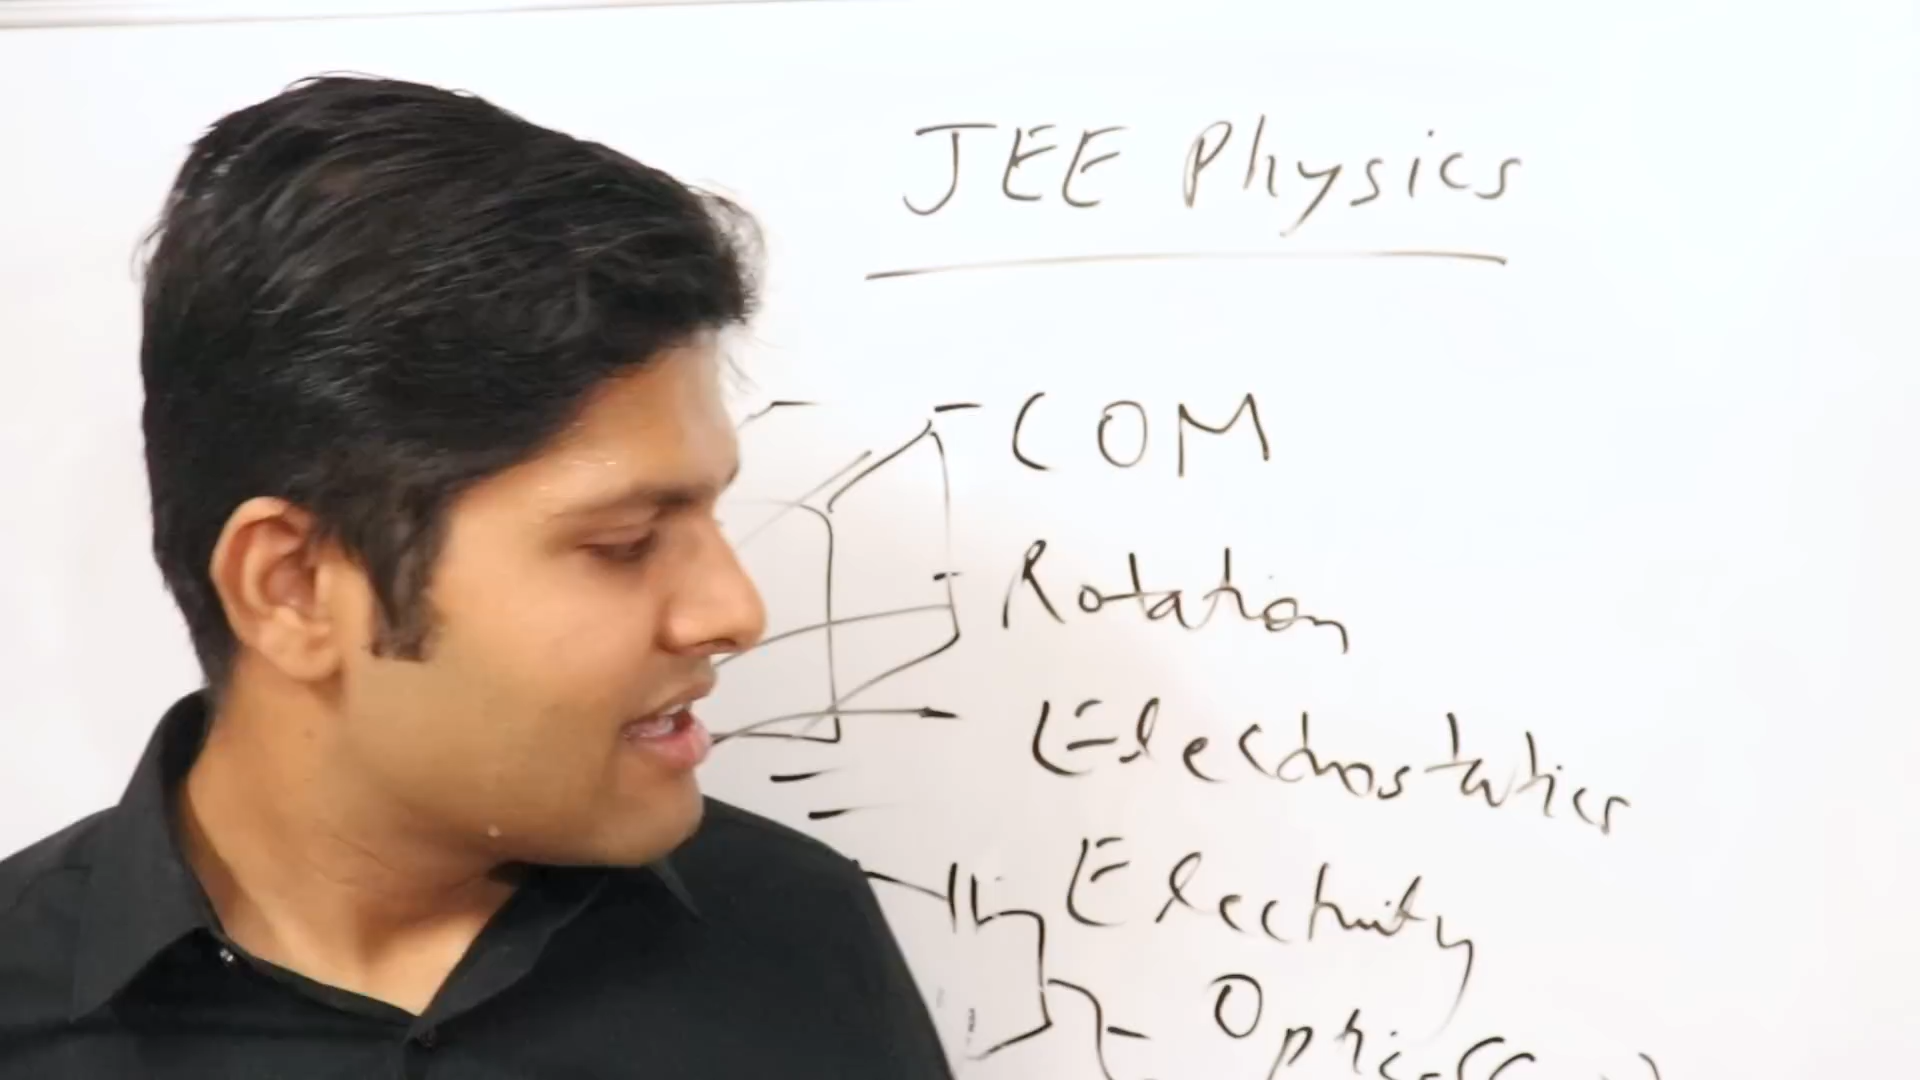 JEE Physics
COM
Rotation
Electrostatics
Electricity
Optics